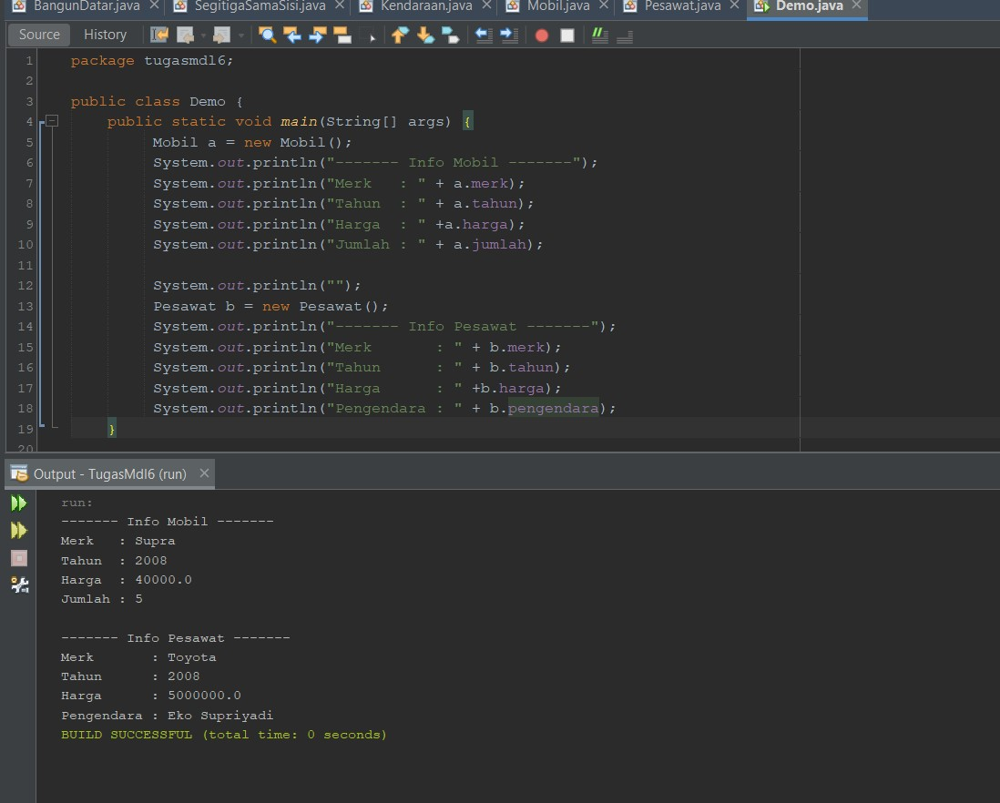 BangunDatar.java SegitigaSamaSisi.java Kendaraan.java Mobil.java Pesawat.java Demo.java
Source History
1 package tugasmdl6;
2
3 public class Demo {
4 public static void main(String[] args) {
5 Mobil a = new Mobil();
6 System.out.println("------- Info Mobil -------");
7 System.out.println("Merk   : " + a.merk);
8 System.out.println("Tahun  : " + a.tahun);
9 System.out.println("Harga  : " +a.harga);
10 System.out.println("Jumlah : " + a.jumlah);
11
12 System.out.println("");
13 Pesawat b = new Pesawat();
14 System.out.println("------- Info Pesawat -------");
15 System.out.println("Merk       : " + b.merk);
16 System.out.println("Tahun      : " + b.tahun);
17 System.out.println("Harga      : " +b.harga);
18 System.out.println("Pengendara : " + b.pengendara);
19 }
20
Output - TugasMdl6 (run)
run:
------- Info Mobil -------
Merk   : Supra
Tahun  : 2008
Harga  : 40000.0
Jumlah : 5
------- Info Pesawat -------
Merk       : Toyota
Tahun      : 2008
Harga      : 5000000.0
Pengendara : Eko Supriyadi
BUILD SUCCESSFUL (total time: 0 seconds)